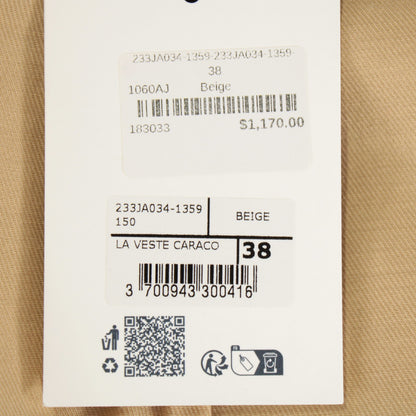 233JA034-1359-233JA034-1359
38
1060AJ Beige
183033 $1,170.00
233JA034-1359 BEIGE
150
LA VESTE CARACO 38
3 700943 300416